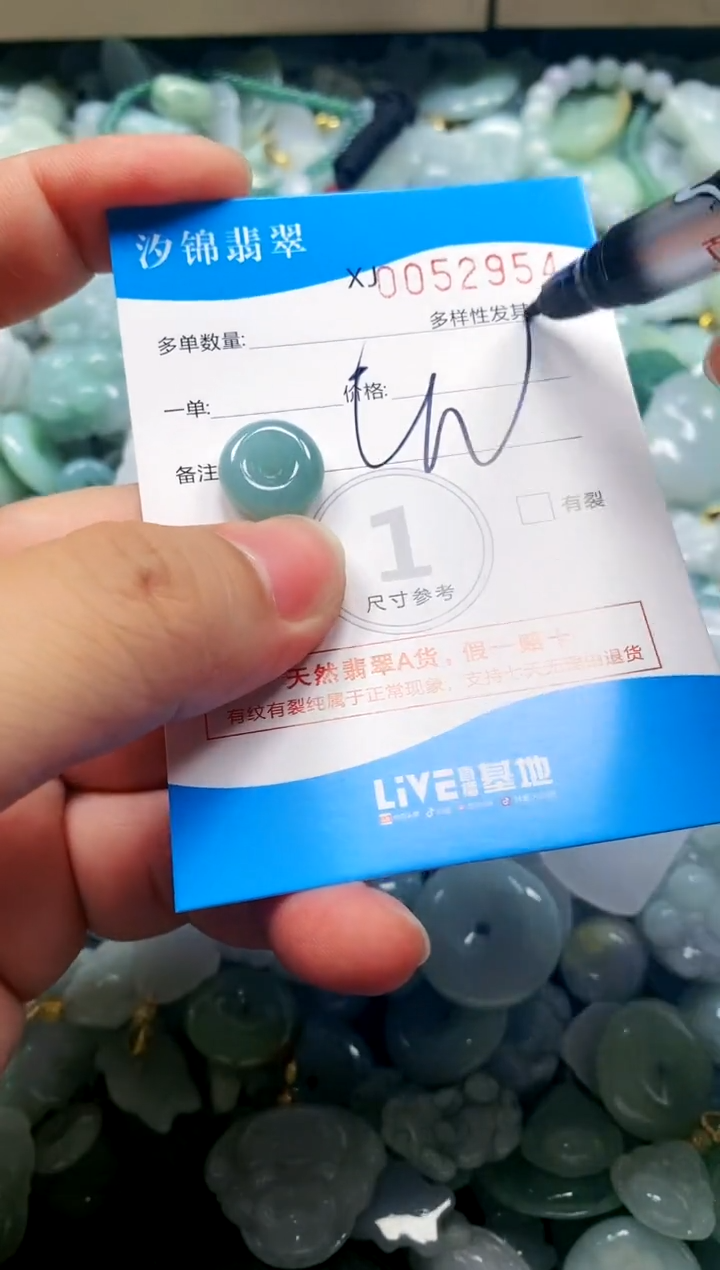 汐锦翡翠
XJ0052954
多样性发其
多单数量:
一单:
价格:
备注
有裂
1
尺寸参考
天然翡翠A货，假一赔十
有纹有裂纯属于正常现象，支持七天无理由退货
LiVE直播基地